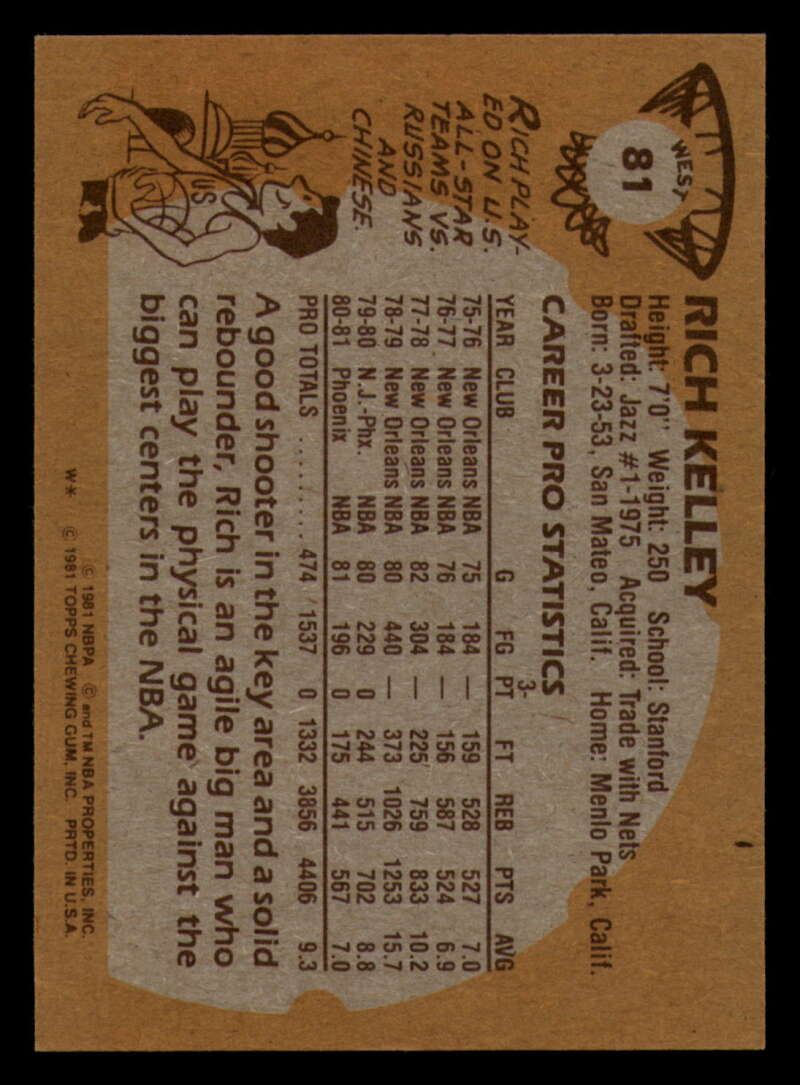 81
WEST
RICH KELLEY
Height: 7'0" Weight: 250 School: Stanford
Drafted: Jazz #1-1975 Acquired: Trade with Nets
Born: 3-23-53, San Mateo, Calif. Home: Menlo Park, Calif.
RICH PLAY-
ED ON U.S.
ALL-STAR
TEAMS VS.
RUSSIANS
AND
CHINESE.
US
CAREER PRO STATISTICS
3-
YEAR CLUB G FG PT FT REB PTS AVG
75-76 New Orleans NBA 75 184 — 159 528 527 7.0
76-77 New Orleans NBA 76 184 — 156 587 524 6.9
77-78 New Orleans NBA 82 304 — 225 759 833 10.2
78-79 New Orleans NBA 80 440 — 373 1026 1253 15.7
79-80 N.J.-Phx. NBA 80 229 0 244 515 702 8.8
80-81 Phoenix NBA 81 196 0 175 441 567 7.0
PRO TOTALS .......... 474 1537 0 1332 3856 4406 9.3
A good shooter in the key area and a solid
rebounder, Rich is an agile big man who
can play the physical game against the
biggest centers in the NBA.
© 1981 NBPA © and TM NBA PROPERTIES, INC.
W* © 1981 TOPPS CHEWING GUM, INC. PRTD. IN U.S.A.